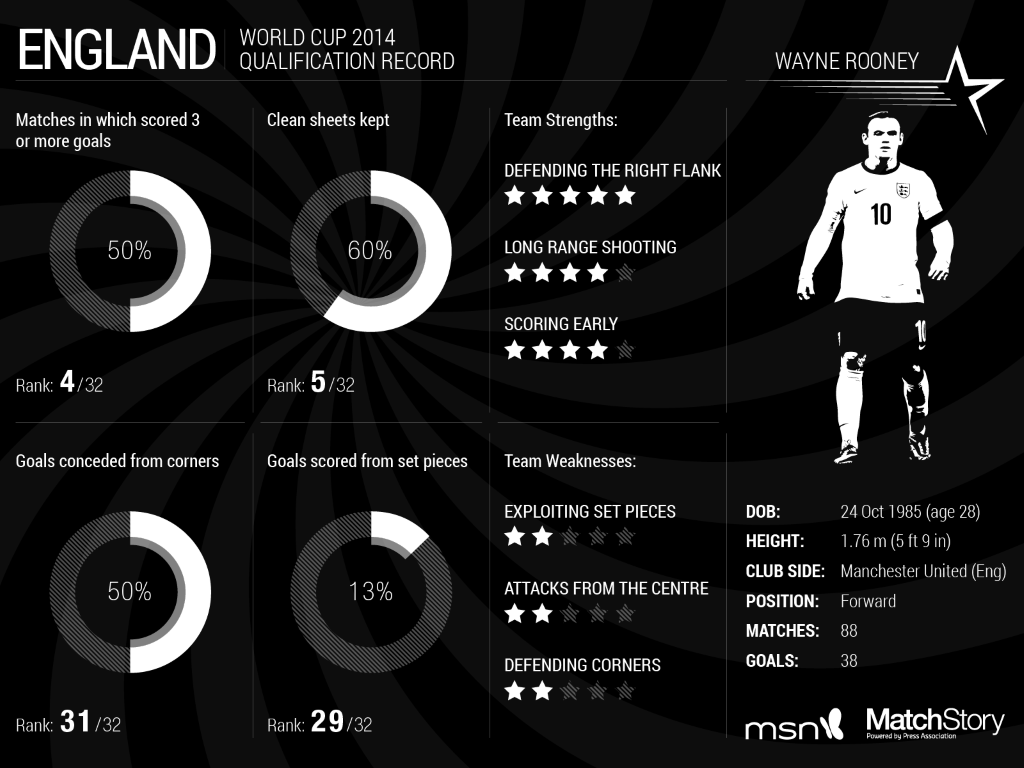 ENGLAND
WORLD CUP 2014
QUALIFICATION RECORD
WAYNE ROONEY
Matches in which scored 3
or more goals
50%
Rank: 4/32
Clean sheets kept
60%
Rank: 5/32
Team Strengths:
DEFENDING THE RIGHT FLANK
LONG RANGE SHOOTING
SCORING EARLY
10
10
Goals conceded from corners
50%
Rank: 31/32
Goals scored from set pieces
13%
Rank: 29/32
Team Weaknesses:
EXPLOITING SET PIECES
ATTACKS FROM THE CENTRE
DEFENDING CORNERS
DOB: 24 Oct 1985 (age 28)
HEIGHT: 1.76 m (5 ft 9 in)
CLUB SIDE: Manchester United (Eng)
POSITION: Forward
MATCHES: 88
GOALS: 38
msn
MatchStory
Powered by Press Association